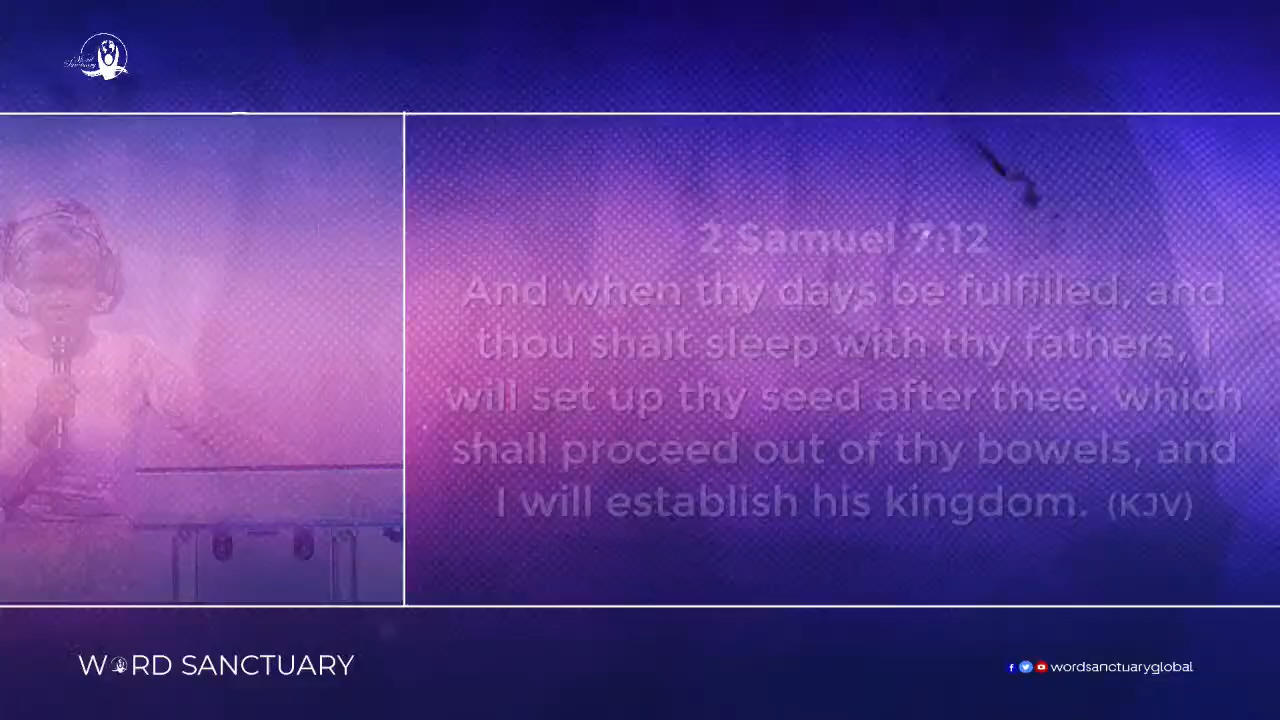 Word
Sanctuary
2 Samuel 7:12
And when thy days be fulfilled, and
thou shalt sleep with thy fathers, I
will set up thy seed after thee, which
shall proceed out of thy bowels, and
I will establish his kingdom. (KJV)
WORD SANCTUARY
wordsanctuaryglobal